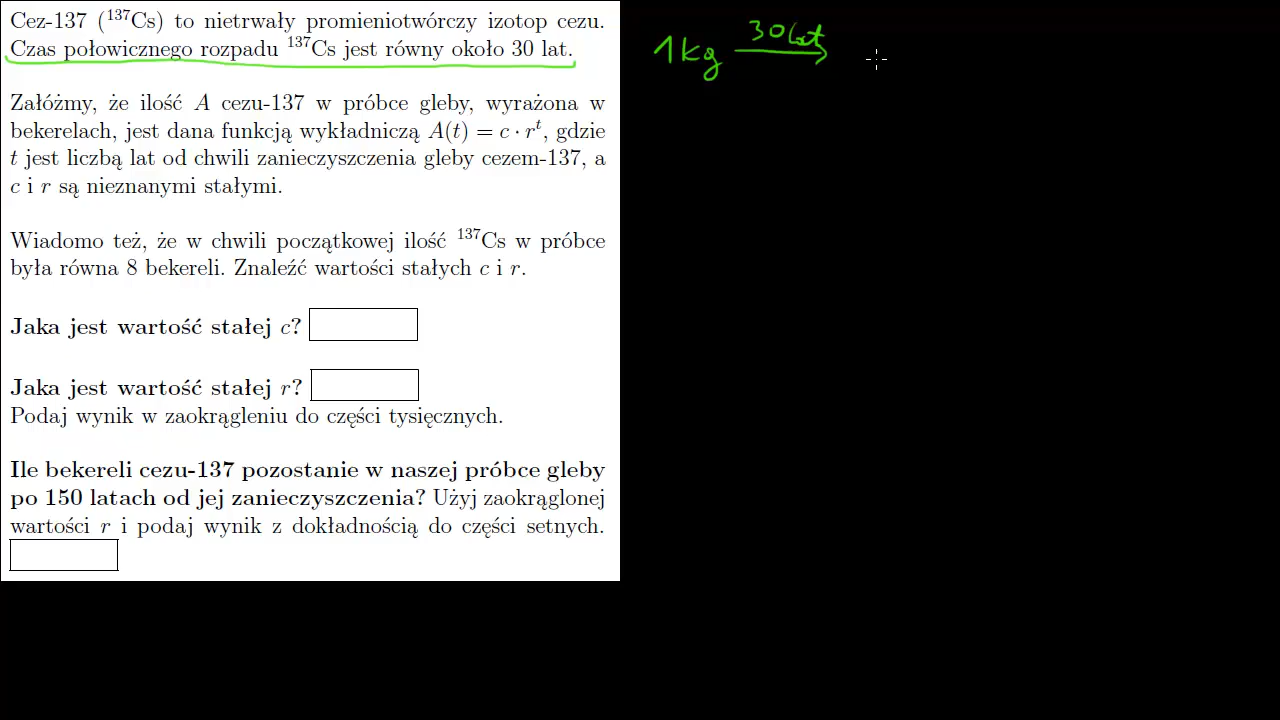 Cez-137 (¹³⁷Cs) to nietrwały promieniotwórczy izotop cezu.
Czas połowicznego rozpadu ¹³⁷Cs jest równy około 30 lat.
Załóżmy, że ilość A cezu-137 w próbce gleby, wyrażona w
bekerelach, jest dana funkcją wykładniczą A(t) = c · rᵗ, gdzie
t jest liczbą lat od chwili zanieczyszczenia gleby cezem-137, a
c i r są nieznanymi stałymi.
Wiadomo też, że w chwili początkowej ilość ¹³⁷Cs w próbce
była równa 8 bekereli. Znaleźć wartości stałych c i r.
Jaka jest wartość stałej c?
Jaka jest wartość stałej r?
Podaj wynik w zaokrągleniu do części tysięcznych.
Ile bekereli cezu-137 pozostanie w naszej próbce gleby
po 150 latach od jej zanieczyszczenia? Użyj zaokrąglonej
wartości r i podaj wynik z dokładnością do części setnych.
30 lat
1kg →